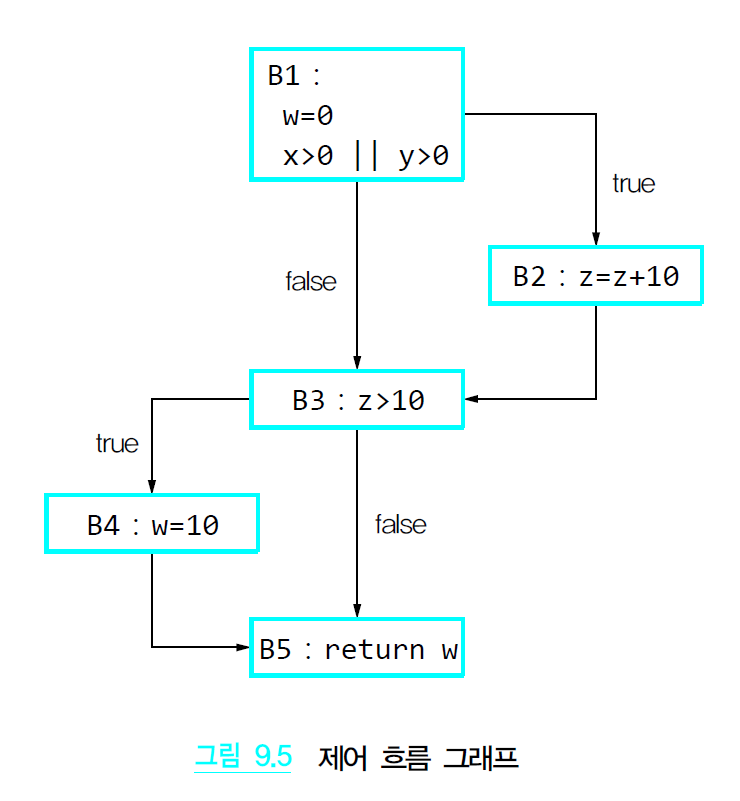 B1 :
w=0
x>0 || y>0
true
false
B2 : z=z+10
B3 : z>10
true
B4 : w=10
false
B5 : return w
그림 9.5 제어 흐름 그래프